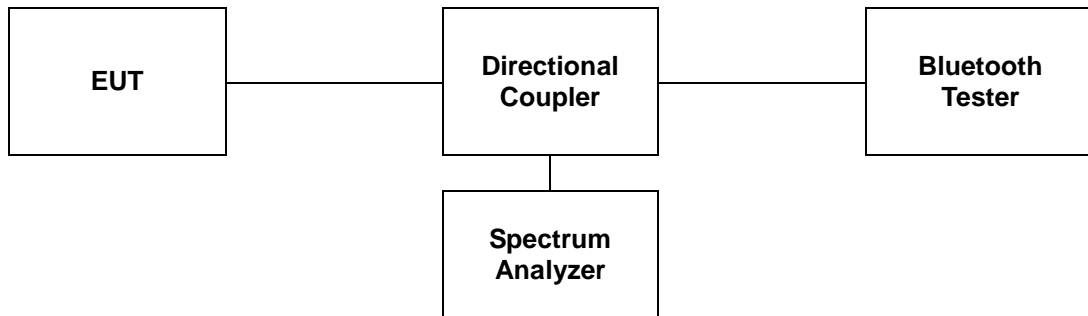 EUT
Directional
Coupler
Bluetooth
Tester
Spectrum
Analyzer